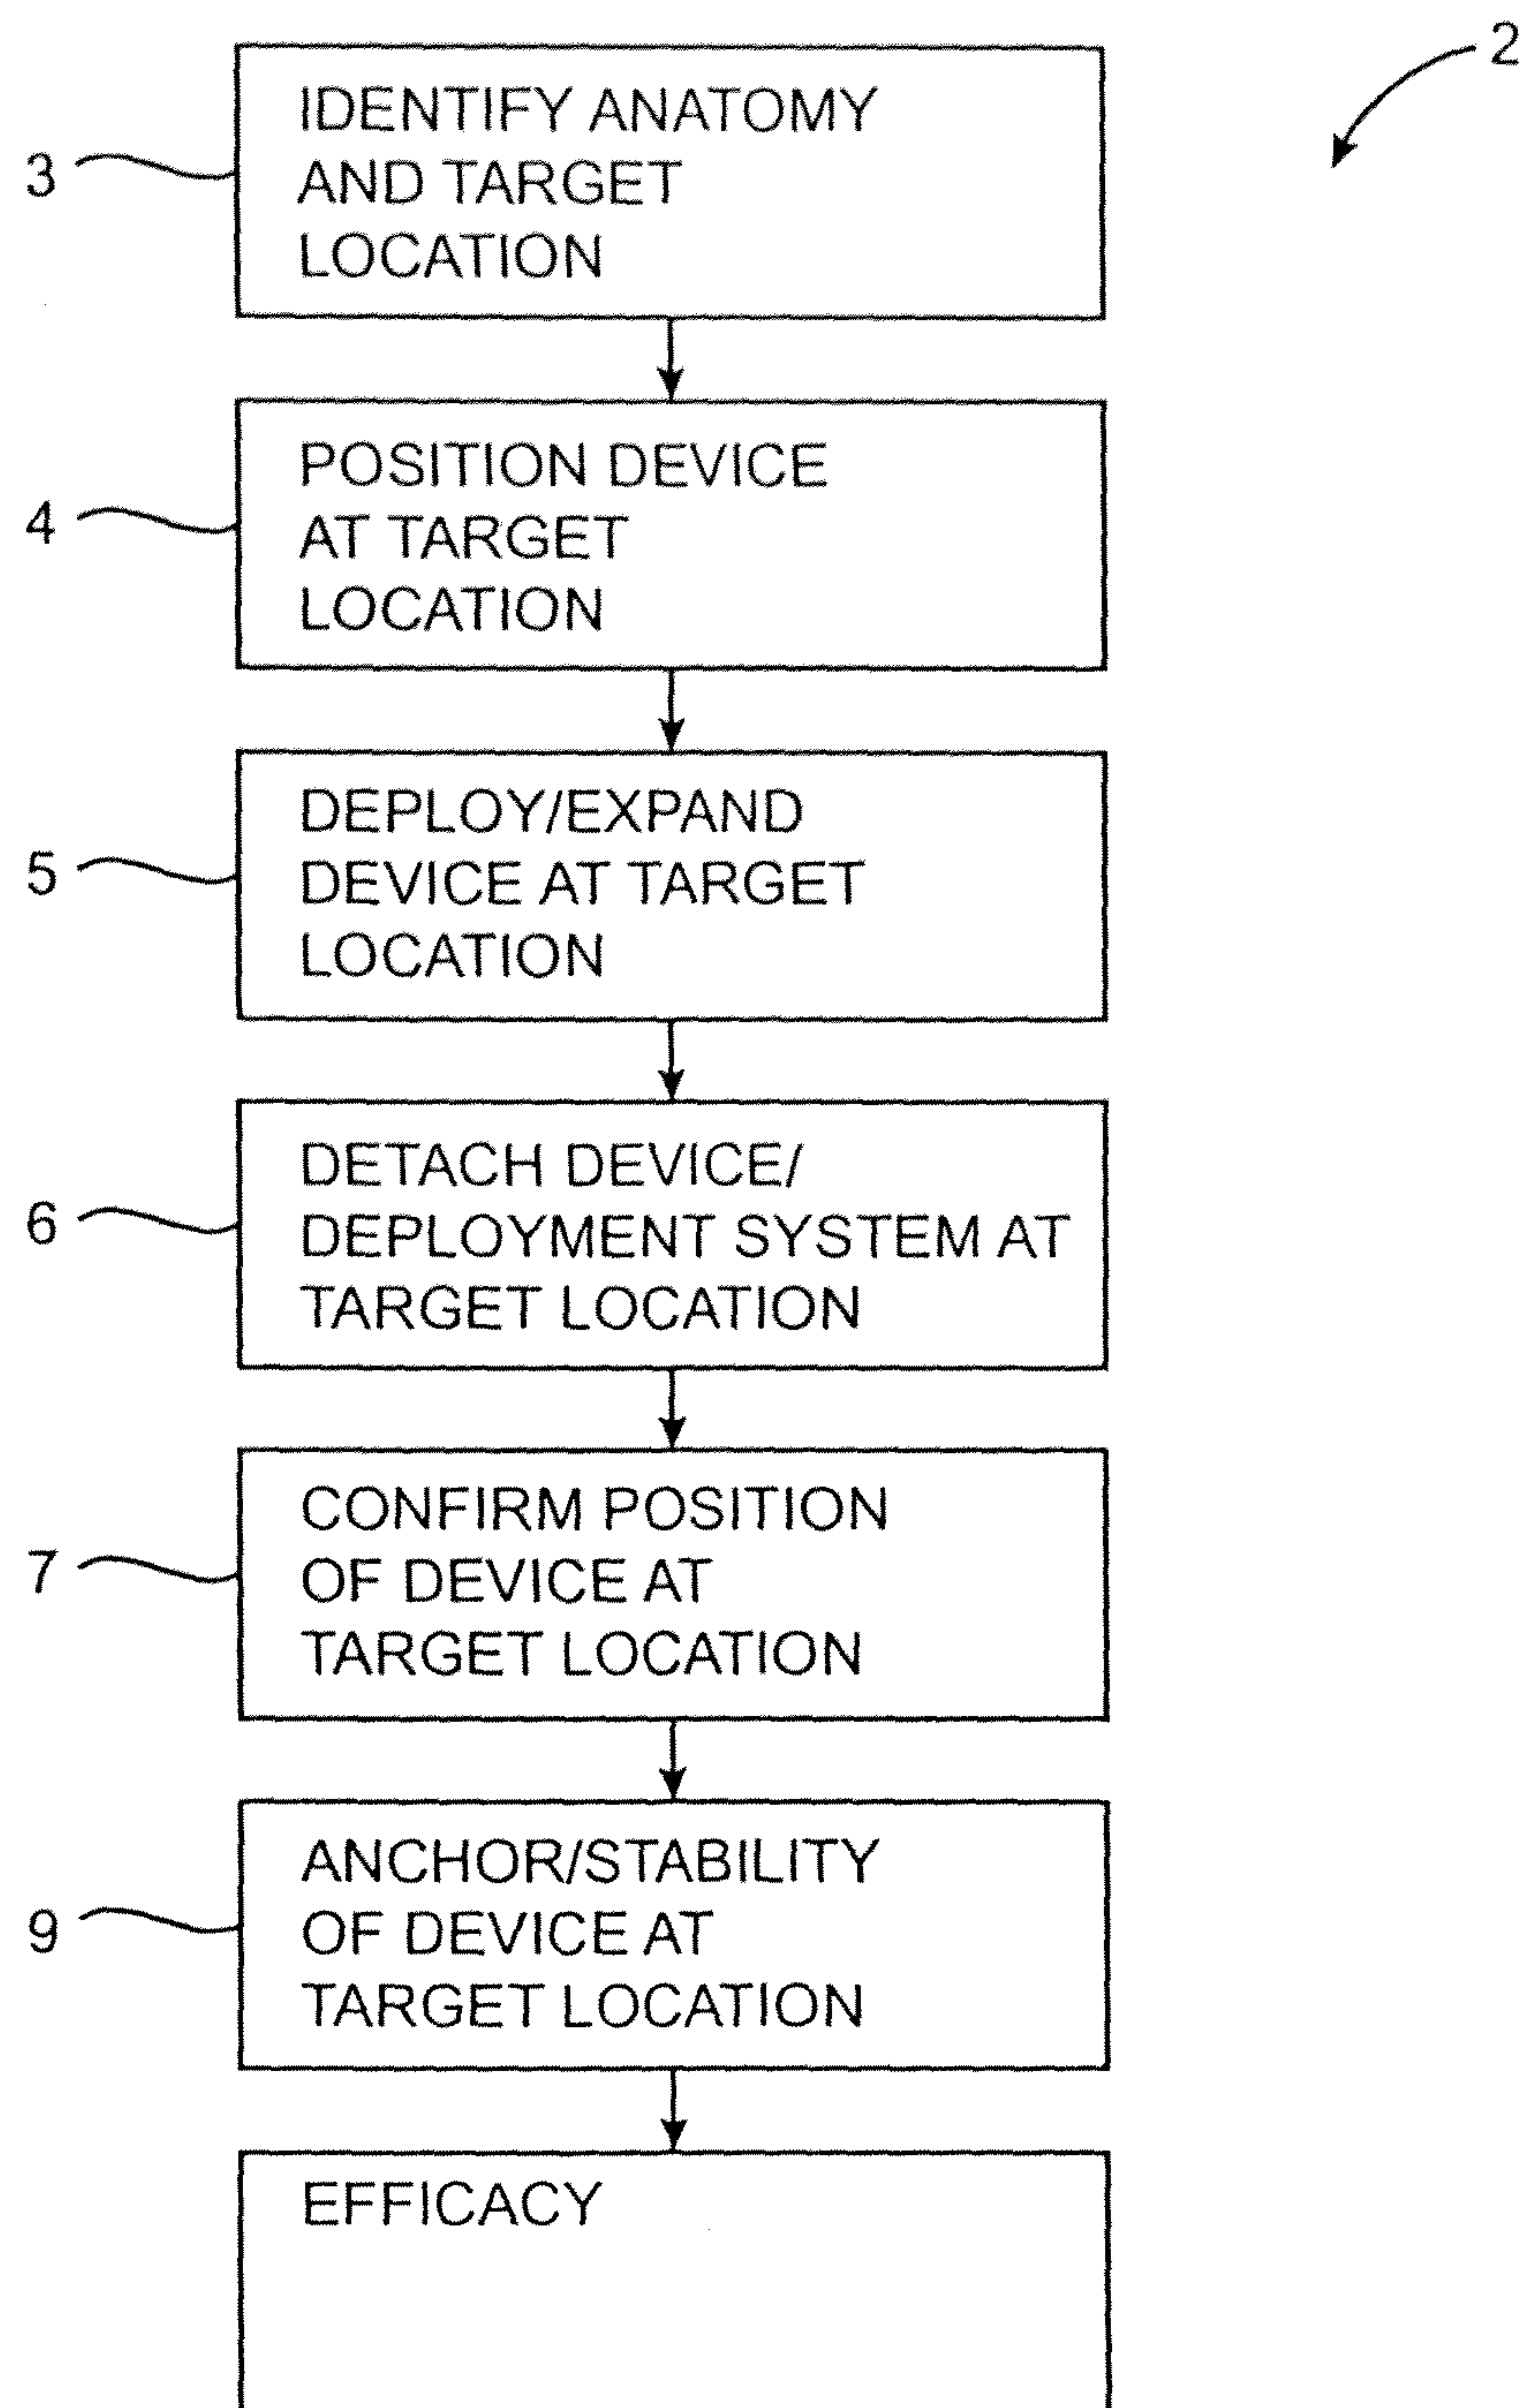 2
3
IDENTIFY ANATOMY
AND TARGET
LOCATION
4
POSITION DEVICE
AT TARGET
LOCATION
5
DEPLOY/EXPAND
DEVICE AT TARGET
LOCATION
6
DETACH DEVICE/
DEPLOYMENT SYSTEM AT
TARGET LOCATION
7
CONFIRM POSITION
OF DEVICE AT
TARGET LOCATION
9
ANCHOR/STABILITY
OF DEVICE AT
TARGET LOCATION
EFFICACY